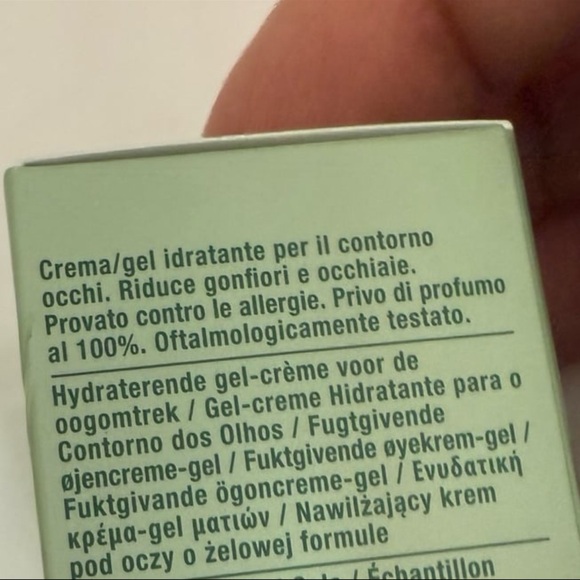 Crema/gel idratante per il contorno
occhi. Riduce gonfiori e occhiaie.
Provato contro le allergie. Privo di profumo
al 100%. Oftalmologicamente testato.
Hydraterende gel-crème voor de
oogomtrek / Gel-creme Hidratante para o
Contorno dos Olhos / Fugtgivende
øjencreme-gel / Fuktgivende øyekrem-gel /
Fuktgivande ögoncreme-gel / Ενυδατική
κρέμα-gel ματιών / Nawilżający krem
pod oczy o żelowej formule
/ Échantillon